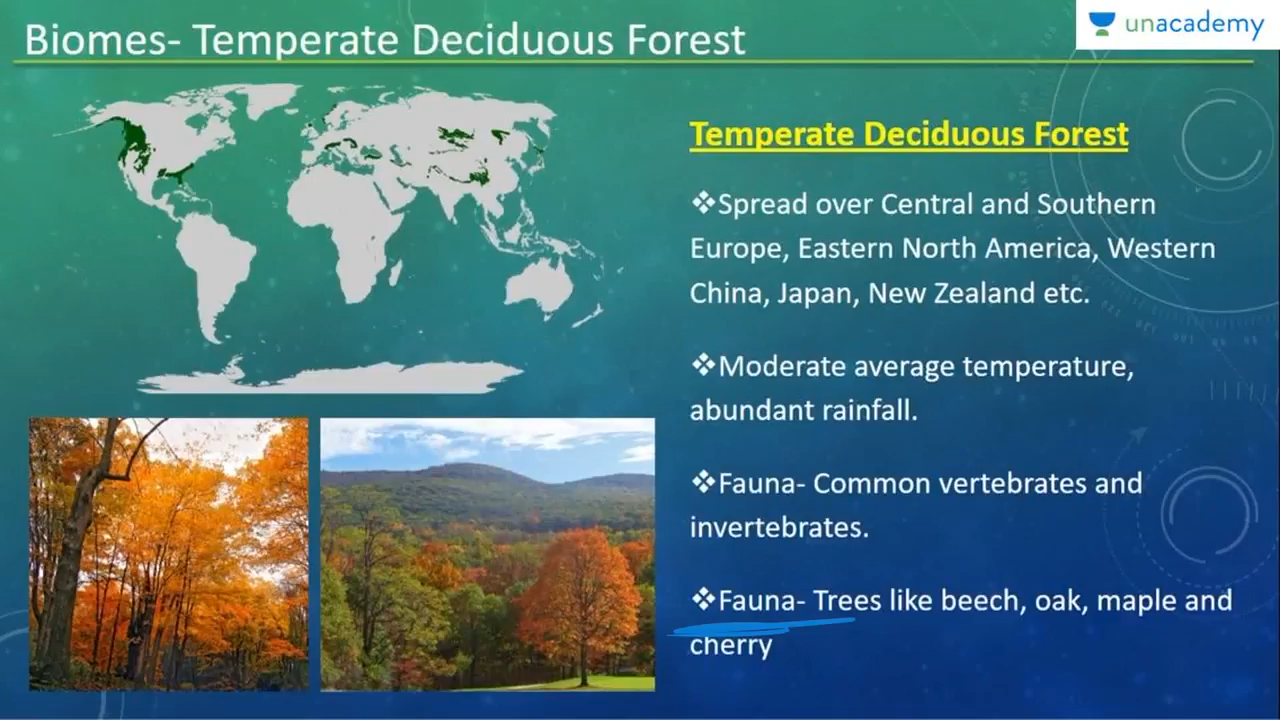 Biomes- Temperate Deciduous Forest
unacademy
Temperate Deciduous Forest
❖Spread over Central and Southern
Europe, Eastern North America, Western
China, Japan, New Zealand etc.
❖Moderate average temperature,
abundant rainfall.
❖Fauna- Common vertebrates and
invertebrates.
❖Fauna- Trees like beech, oak, maple and
cherry